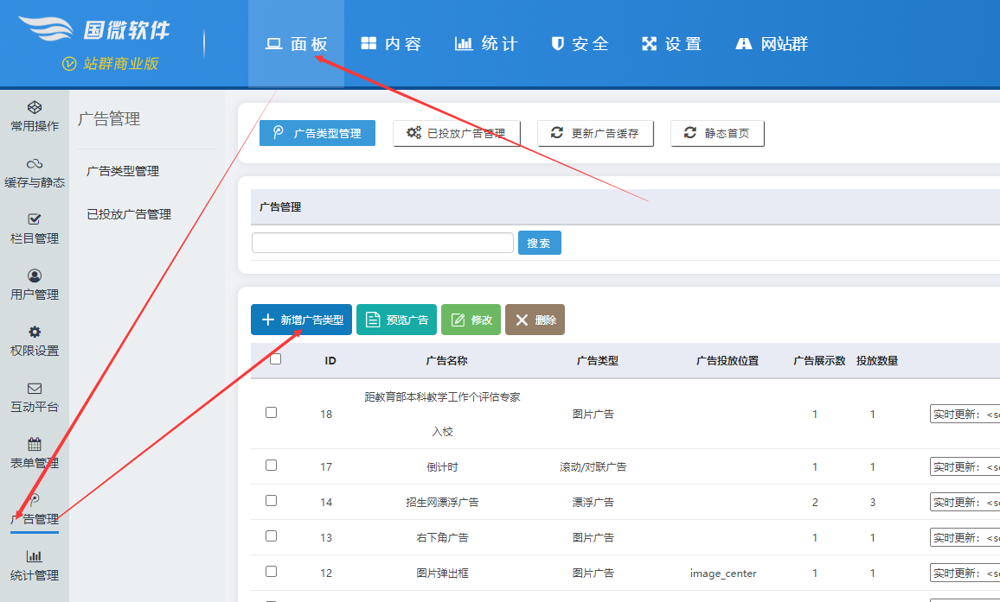 国微软件
站群商业版
面板
内容
统计
安全
设置
网站群
常用操作
缓存与静态
栏目管理
用户管理
权限设置
互动平台
表单管理
广告管理
统计管理
广告管理
广告类型管理
已投放广告管理
广告类型管理
已投放广告管理
更新广告缓存
静态首页
广告管理
搜索
新增广告类型
预览广告
修改
删除
ID 广告名称 广告类型 广告投放位置 广告展示数 投放数量
距教育部本科教学工作个评估专家
18 图片广告 1 1 实时更新: <sc
入校
17 倒计时 滚动/对联广告 1 1 实时更新: <sc
14 招生网漂浮广告 漂浮广告 2 3 实时更新: <sc
13 右下角广告 图片广告 1 1 实时更新: <sc
12 图片弹出框 图片广告 image_center 1 1 实时更新: <sc